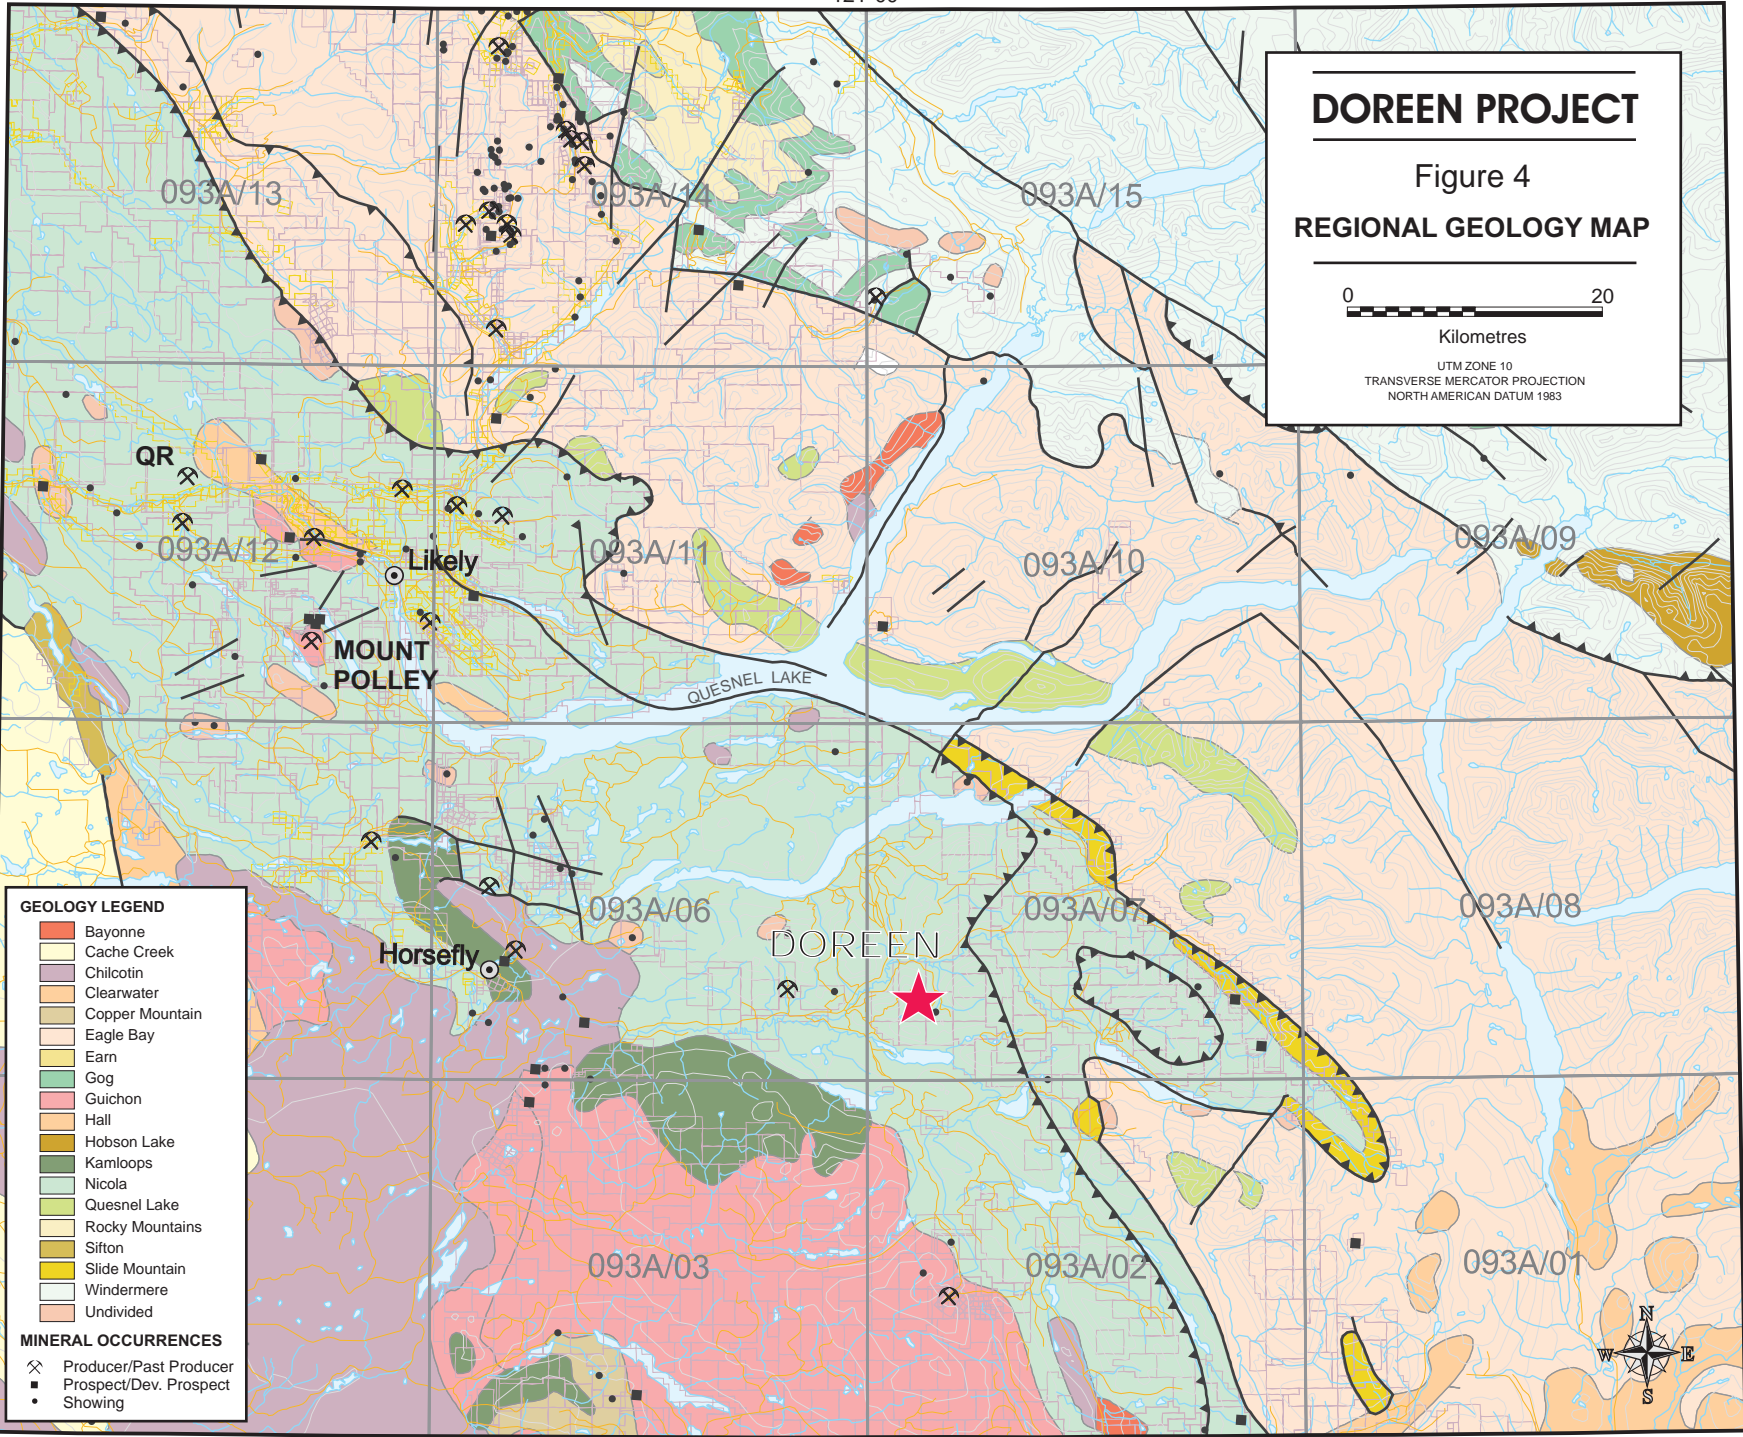 DOREEN PROJECT
Figure 4
REGIONAL GEOLOGY MAP
0 20
Kilometres
UTM ZONE 10
TRANSVERSE MERCATOR PROJECTION
NORTH AMERICAN DATUM 1983
093A/13
093A/14
093A/15
QR
093A/12
Likely
093A/11
093A/10
093A/09
MOUNT
POLLEY
QUESNEL LAKE
093A/06
093A/07
093A/08
DOREEN
Horsefly
093A/03
093A/02
093A/01
GEOLOGY LEGEND
Bayonne
Cache Creek
Chilcotin
Clearwater
Copper Mountain
Eagle Bay
Earn
Gog
Guichon
Hall
Hobson Lake
Kamloops
Nicola
Quesnel Lake
Rocky Mountains
Sifton
Slide Mountain
Windermere
Undivided
MINERAL OCCURRENCES
Producer/Past Producer
Prospect/Dev. Prospect
Showing
N
W E
S